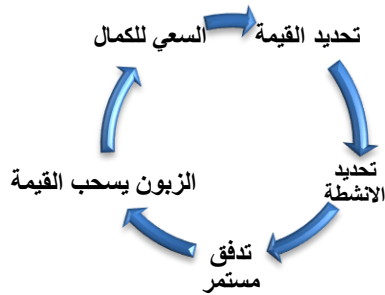 تحديد القيمة
تحديد
الانشطة
تدفق
مستمر
الزبون يسحب القيمة
السعي للكمال